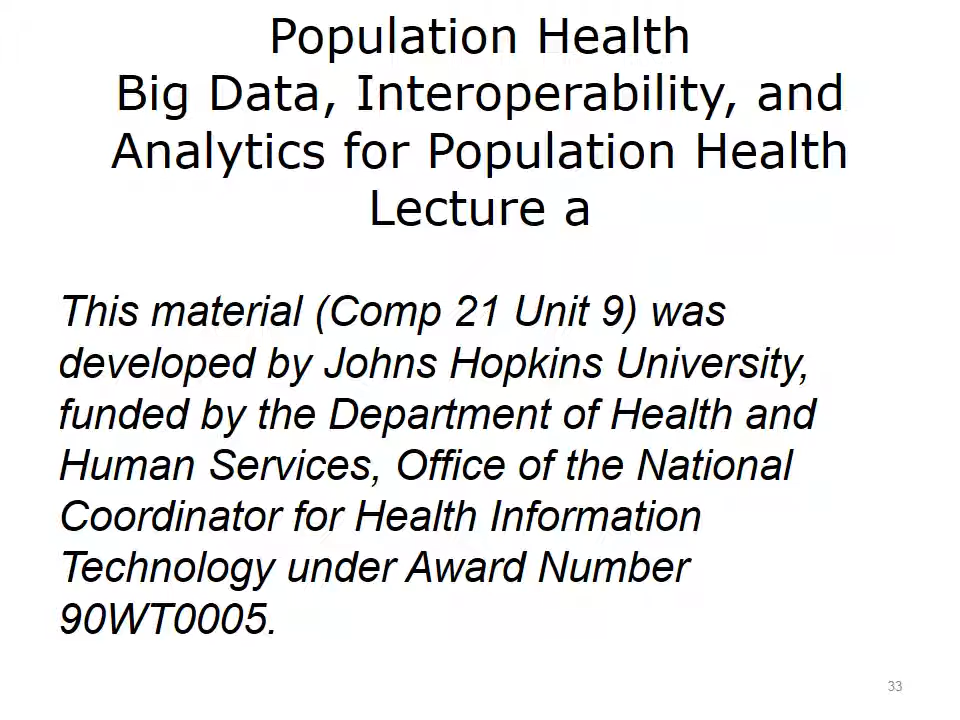 Population Health
Big Data, Interoperability, and
Analytics for Population Health
Lecture a
This material (Comp 21 Unit 9) was
developed by Johns Hopkins University,
funded by the Department of Health and
Human Services, Office of the National
Coordinator for Health Information
Technology under Award Number
90WT0005.
33